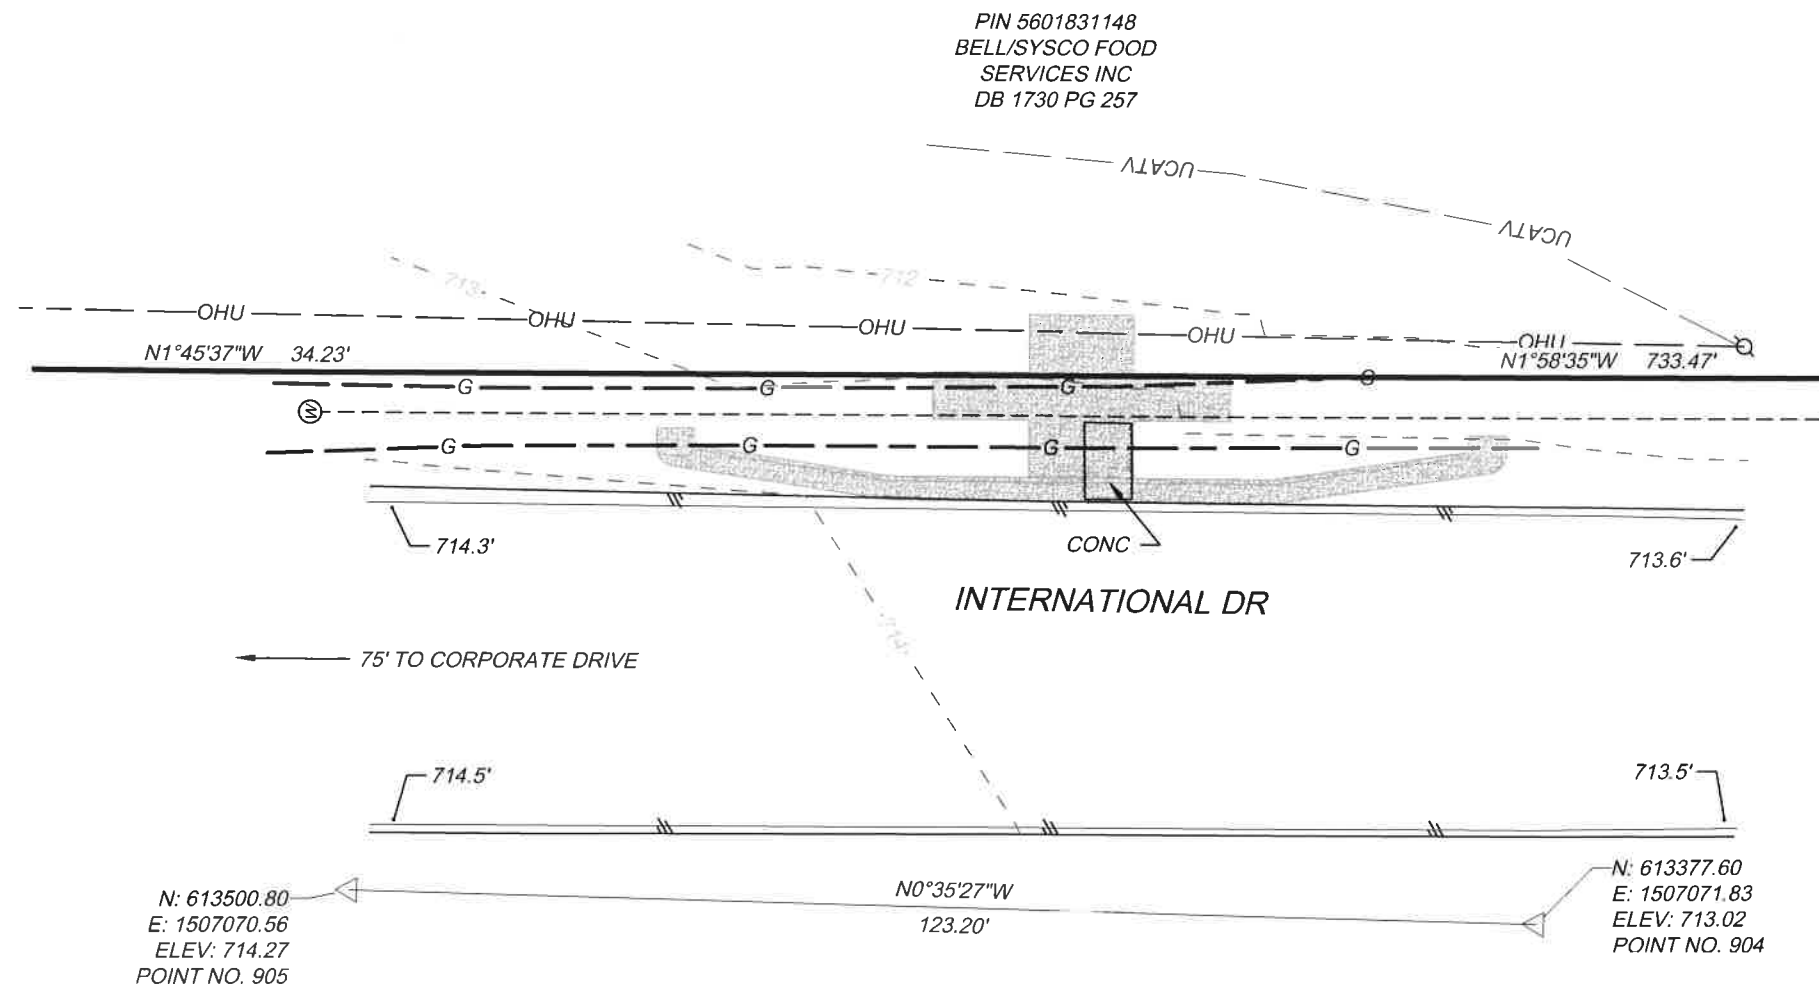 PIN 5601831148
BELL/SYSCO FOOD
SERVICES INC
DB 1730 PG 257
UCATV
UCATV
713
712
OHU
OHU
OHU
OHU
OHU
N1°45'37"W 34.23'
N1°58'35"W 733.47'
G
G
G
G
W
G
G
G
G
714.3'
CONC
713.6'
INTERNATIONAL DR
714
75' TO CORPORATE DRIVE
714.5'
713.5'
N: 613500.80
E: 1507070.56
ELEV: 714.27
POINT NO. 905
N0°35'27"W
123.20'
N: 613377.60
E: 1507071.83
ELEV: 713.02
POINT NO. 904